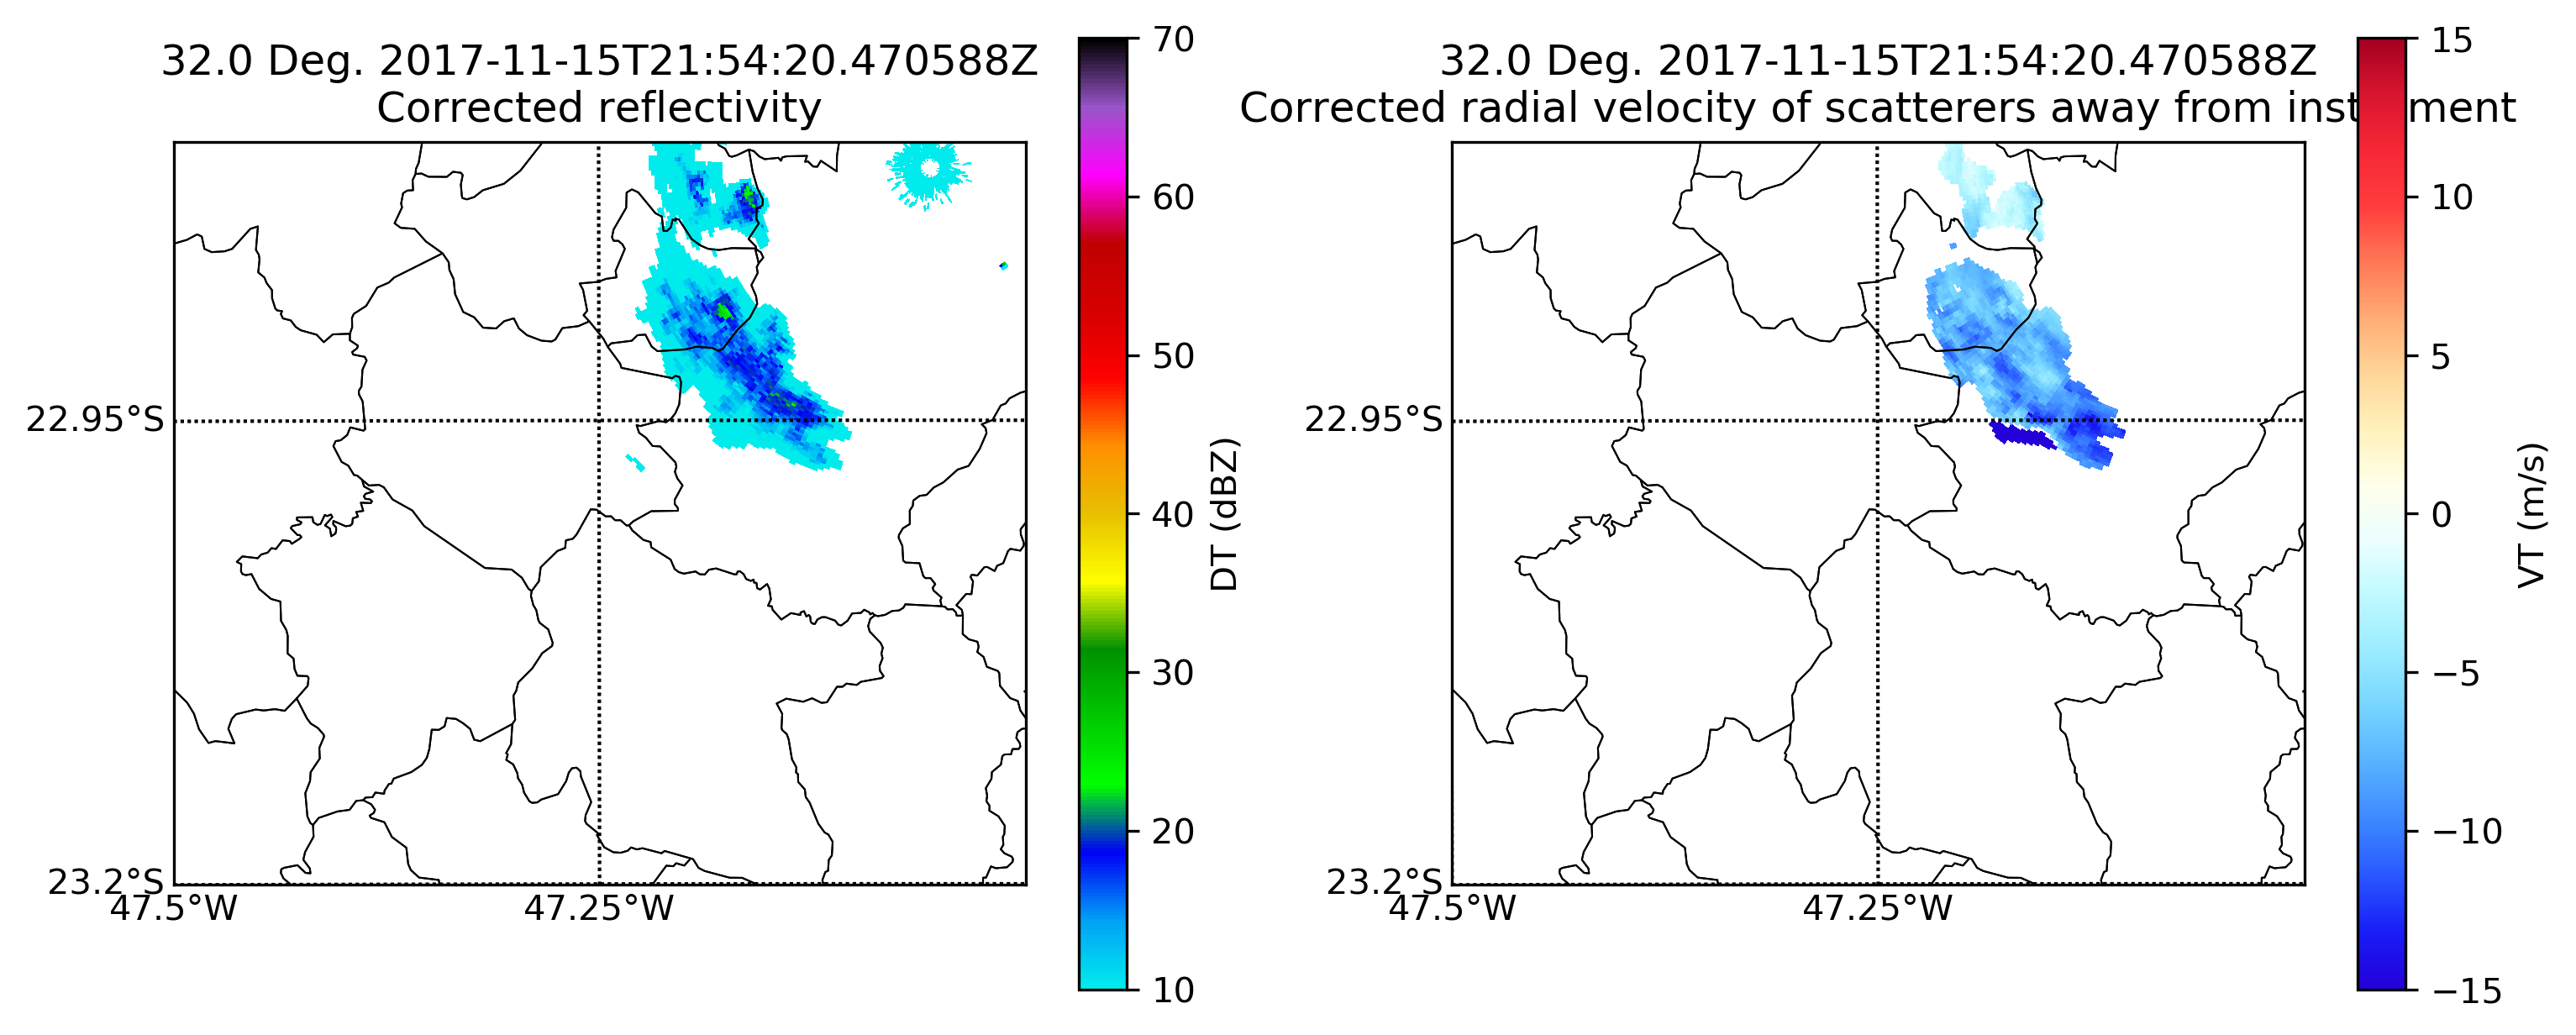 32.0 Deg. 2017-11-15T21:54:20.470588Z
Corrected reflectivity
22.95°S
23.2°S
47.5°W
47.25°W
70
60
50
40
30
20
10
DT (dBZ)
32.0 Deg. 2017-11-15T21:54:20.470588Z
Corrected radial velocity of scatterers away from inst ment
22.95°S
23.2°S
47.5°W
47.25°W
15
10
5
0
−5
−10
−15
VT (m/s)